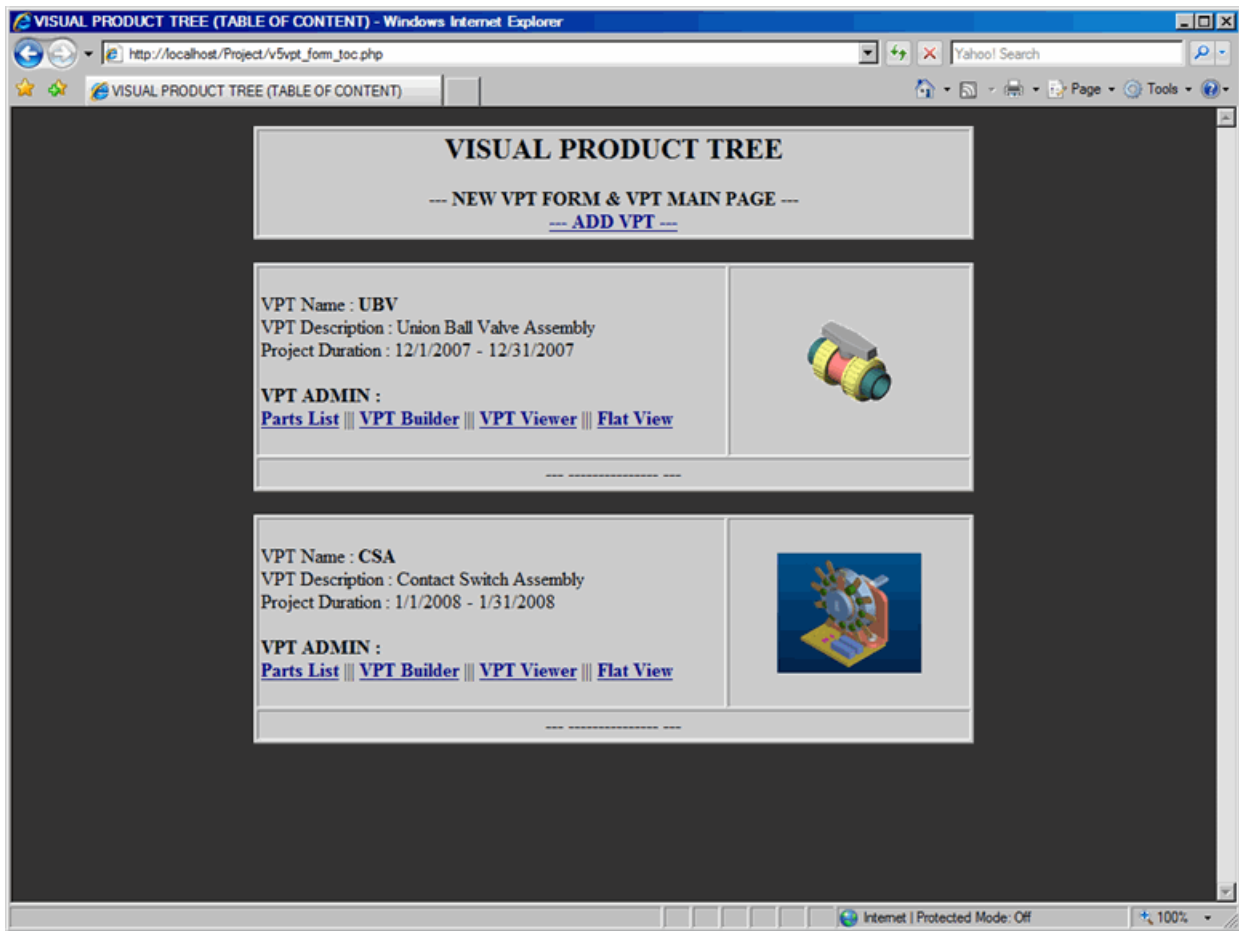 VISUAL PRODUCT TREE (TABLE OF CONTENT) - Windows Internet Explorer
http://localhost/Project/v5vpt_form_toc.php
Yahoo! Search
VISUAL PRODUCT TREE (TABLE OF CONTENT)
Page
Tools
VISUAL PRODUCT TREE
--- NEW VPT FORM & VPT MAIN PAGE ---
--- ADD VPT ---
VPT Name : UBV
VPT Description : Union Ball Valve Assembly
Project Duration : 12/1/2007 - 12/31/2007
VPT ADMIN :
Parts List ||| VPT Builder ||| VPT Viewer ||| Flat View
--- --------------- ---
VPT Name : CSA
VPT Description : Contact Switch Assembly
Project Duration : 1/1/2008 - 1/31/2008
VPT ADMIN :
Parts List ||| VPT Builder ||| VPT Viewer ||| Flat View
--- --------------- ---
Internet | Protected Mode: Off
100%